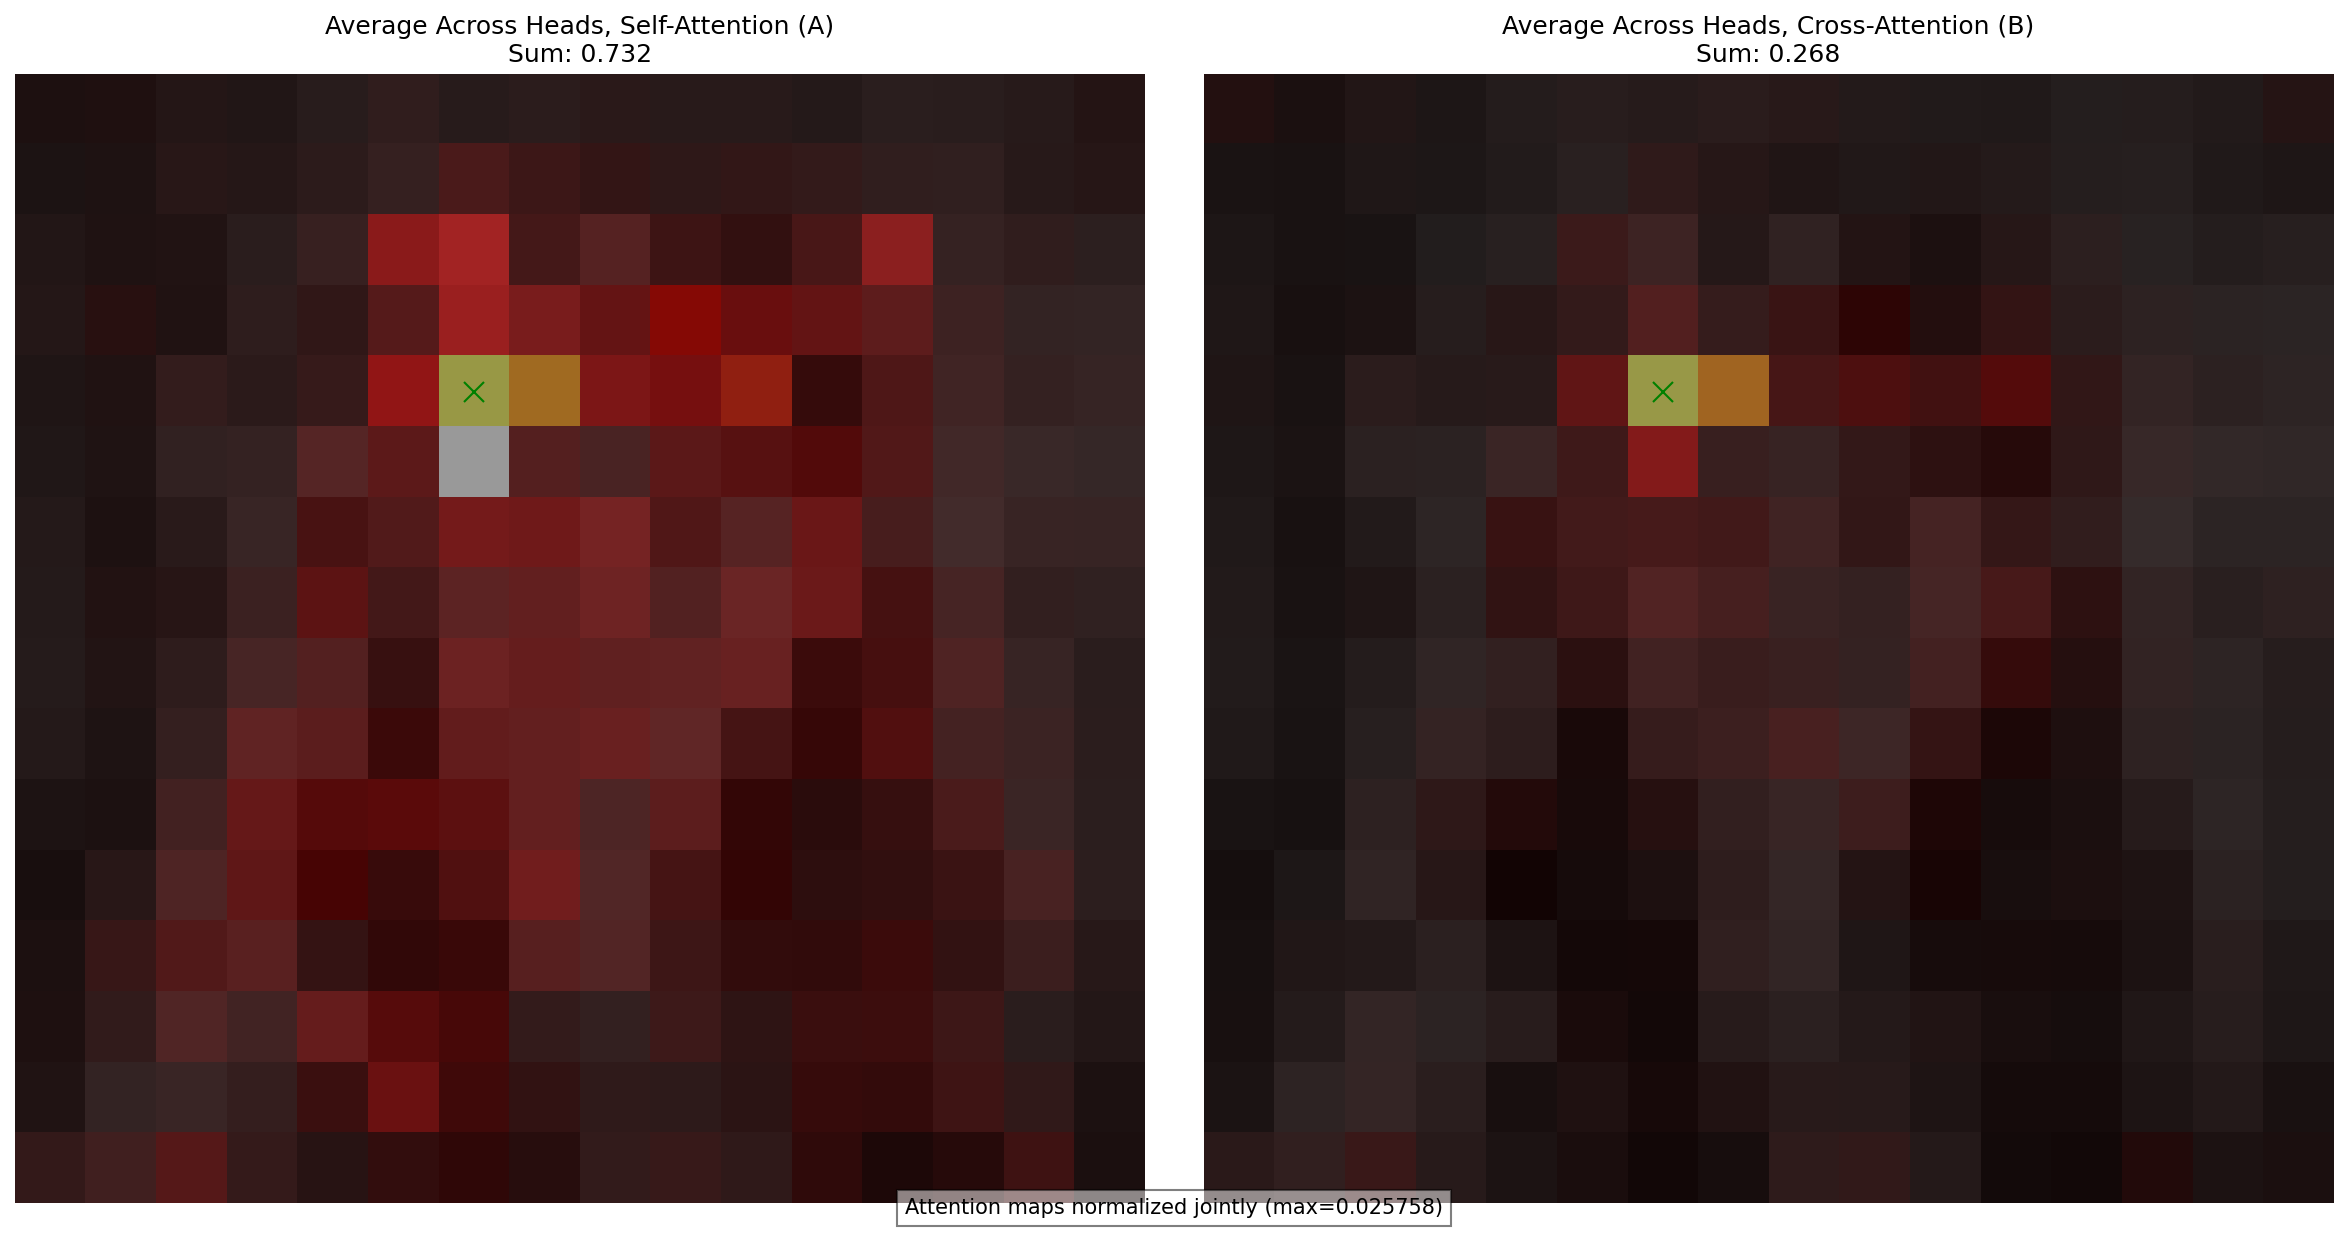 Average Across Heads, Self-Attention (A)
Sum: 0.732
Average Across Heads, Cross-Attention (B)
Sum: 0.268
Attention maps normalized jointly (max=0.025758)